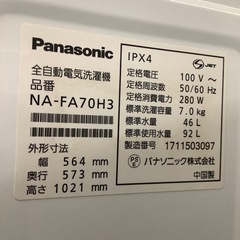 Panasonic
全自動電気洗濯機
品番
NA-FA70H3
外形寸法
幅 564 mm
奥行 573 mm
高さ 1021 mm
IPX4
JET
定格電圧 100 V ～
定格周波数 50/60 Hz
定格消費電力 280 W
標準洗濯容量 7.0 kg
標準水量 46 L
標準使用水量 92 L
製造番号 1711503097
PS E
パナソニック株式会社
中国製